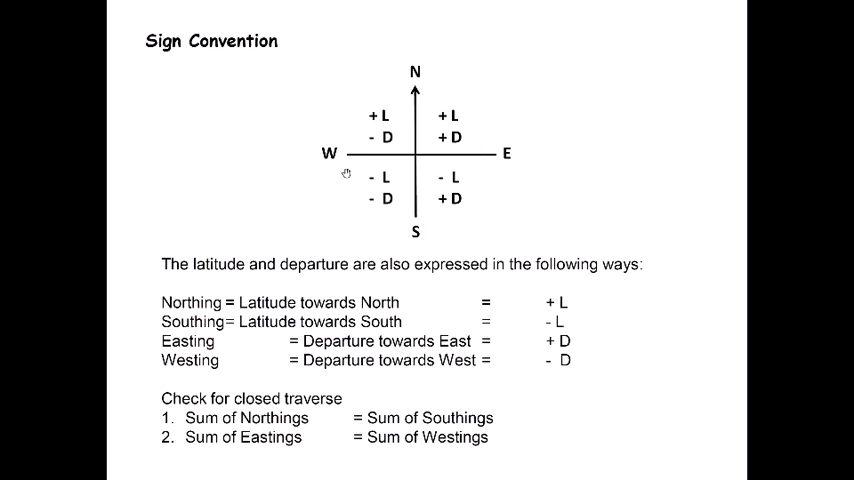 Sign Convention
N
+ L + L
- D + D
W E
- L - L
- D + D
S
The latitude and departure are also expressed in the following ways:
Northing = Latitude towards North = + L
Southing= Latitude towards South = - L
Easting = Departure towards East = + D
Westing = Departure towards West = - D
Check for closed traverse
1. Sum of Northings = Sum of Southings
2. Sum of Eastings = Sum of Westings